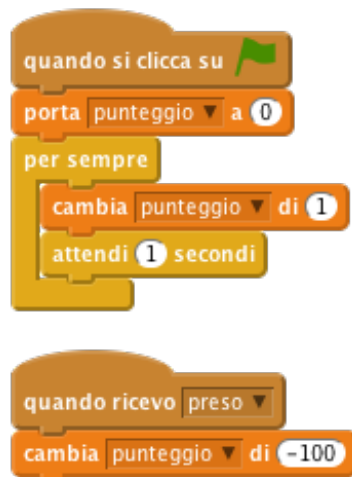 quando si clicca su
porta punteggio a 0
per sempre
cambia punteggio di 1
attendi 1 secondi
quando ricevo preso
cambia punteggio di -100